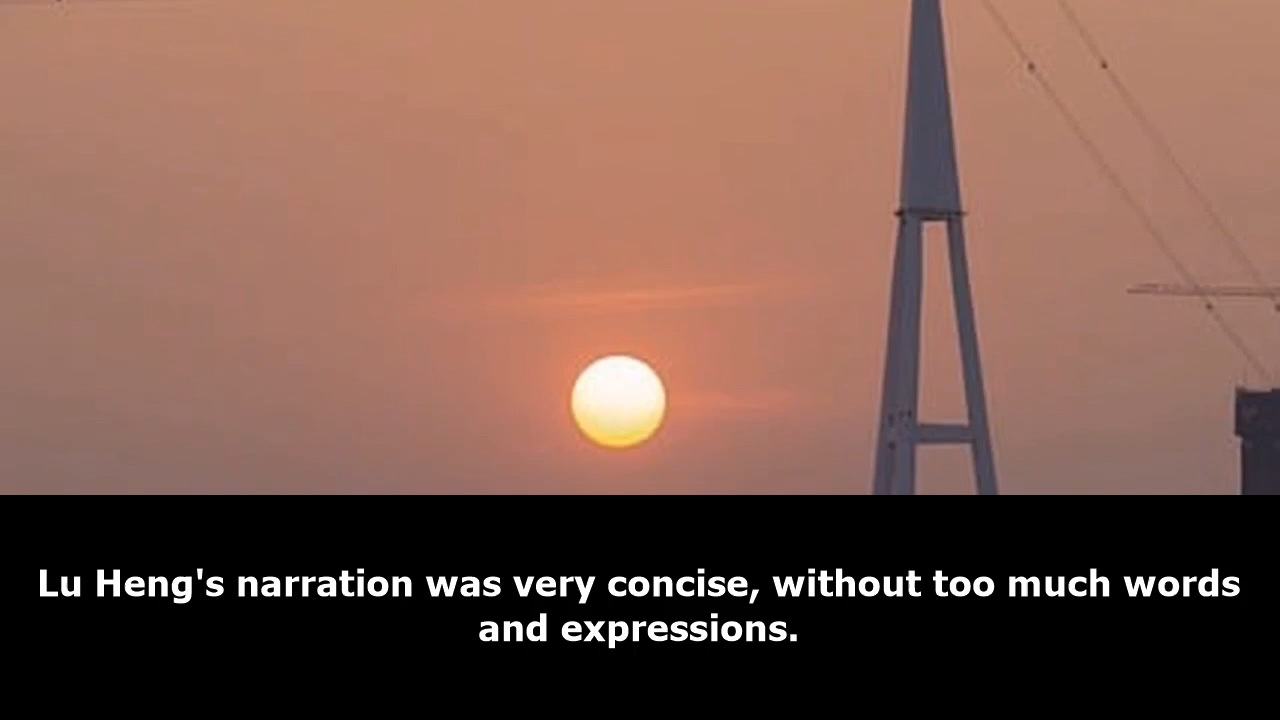 Lu Heng's narration was very concise, without too much words
and expressions.